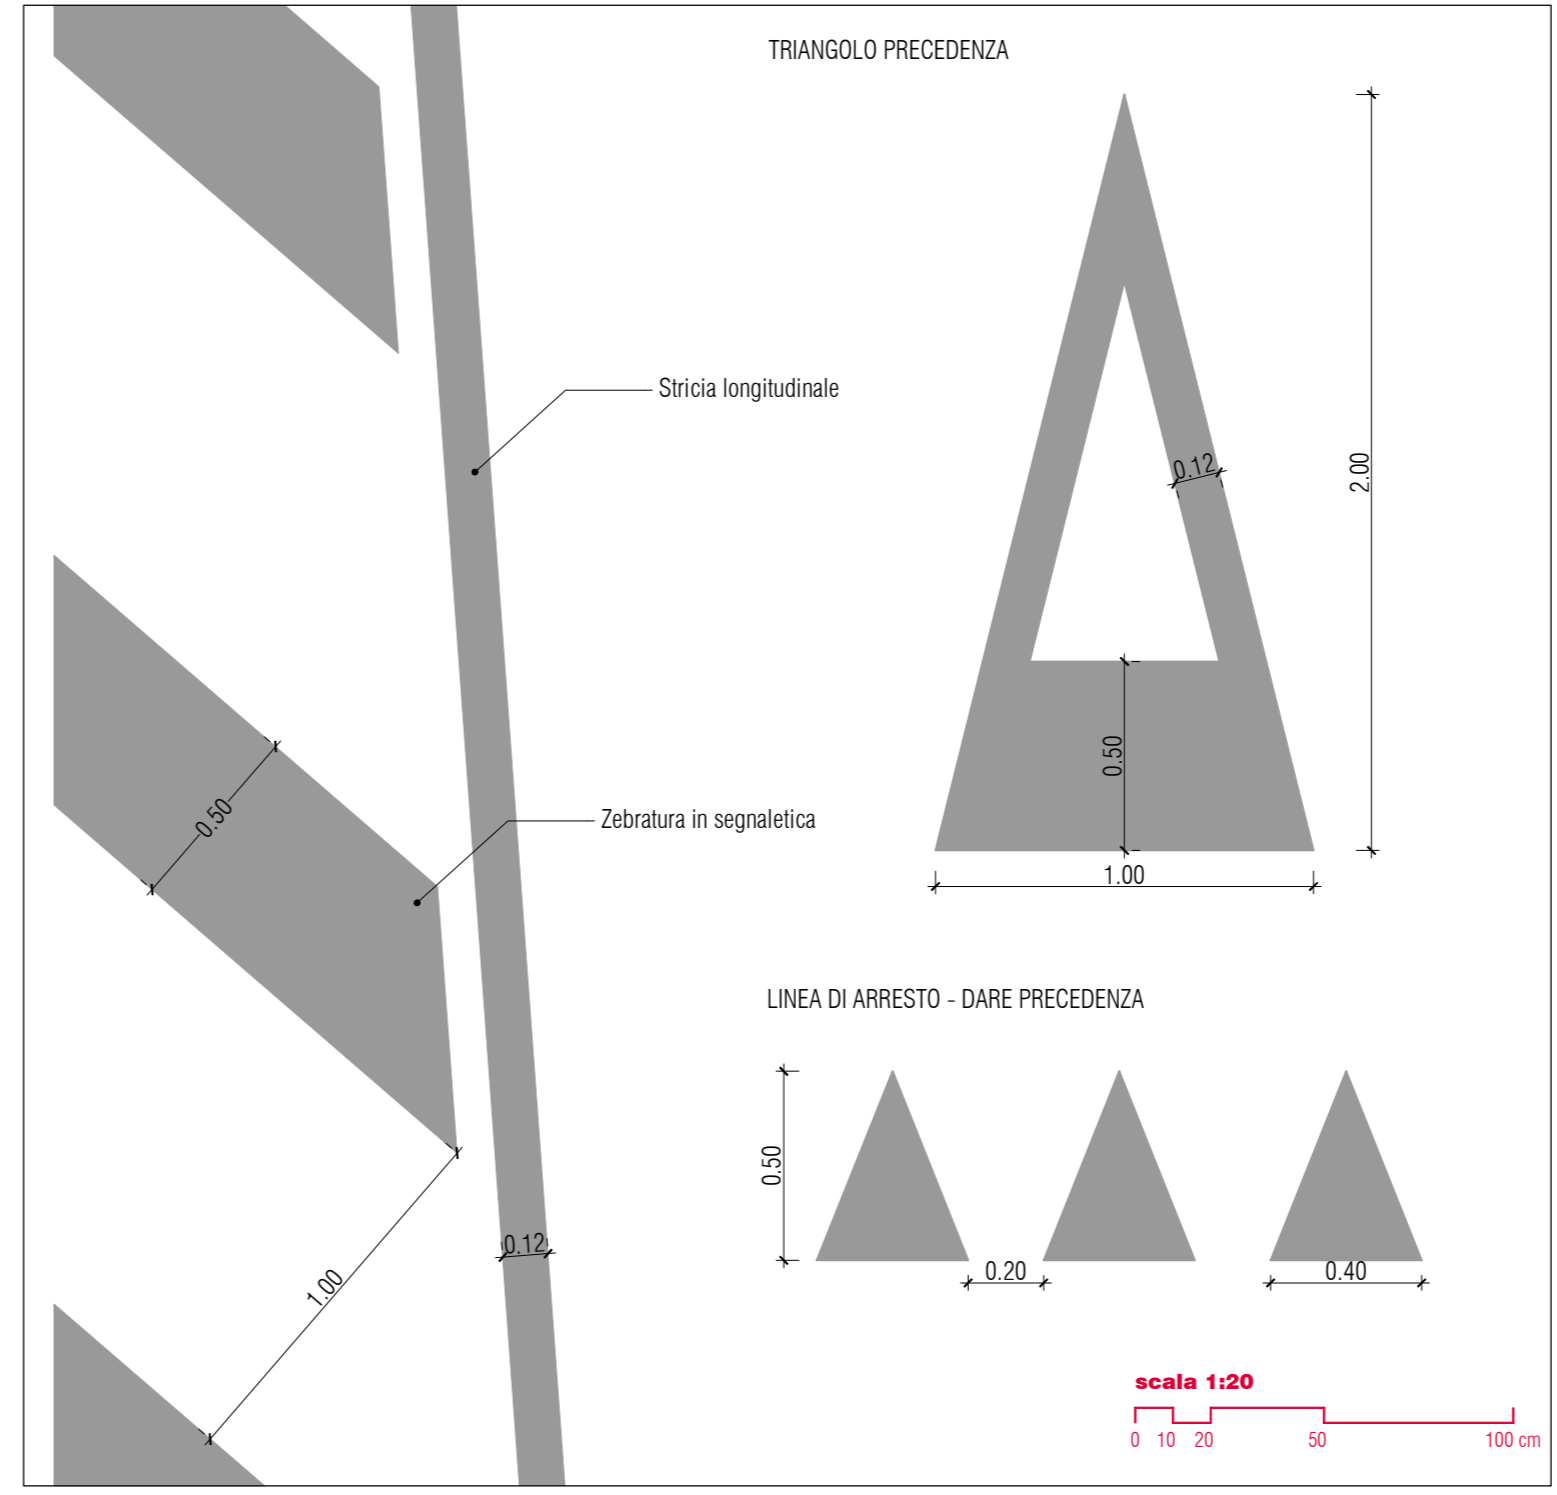 TRIANGOLO PRECEDENZA
Stricia longitudinale
0.12
2.00
0.50
Zebratura in segnaletica
0.50
1.00
LINEA DI ARRESTO - DARE PRECEDENZA
0.50
0.12
0.20
0.40
1.00
scala 1:20
0 10 20 50 100 cm